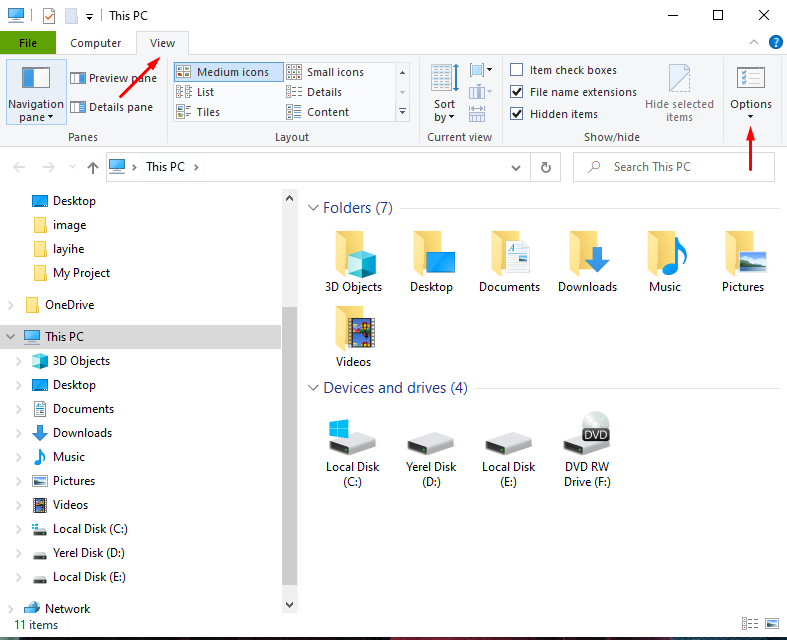 This PC
File
Computer
View
Navigation
pane
Preview pane
Details pane
Panes
Medium icons
Small icons
List
Details
Tiles
Content
Layout
Sort
by
Current view
Item check boxes
File name extensions
Hidden items
Hide selected
items
Show/hide
Options
This PC
Search This PC
Desktop
image
layihe
My Project
OneDrive
This PC
3D Objects
Desktop
Documents
Downloads
Music
Pictures
Videos
Local Disk (C:)
Yerel Disk (D:)
Local Disk (E:)
Network
11 items
Folders (7)
3D Objects
Desktop
Documents
Downloads
Music
Pictures
Videos
Devices and drives (4)
Local Disk
(C:)
Yerel Disk
(D:)
Local Disk
(E:)
DVD
DVD RW
Drive (F:)